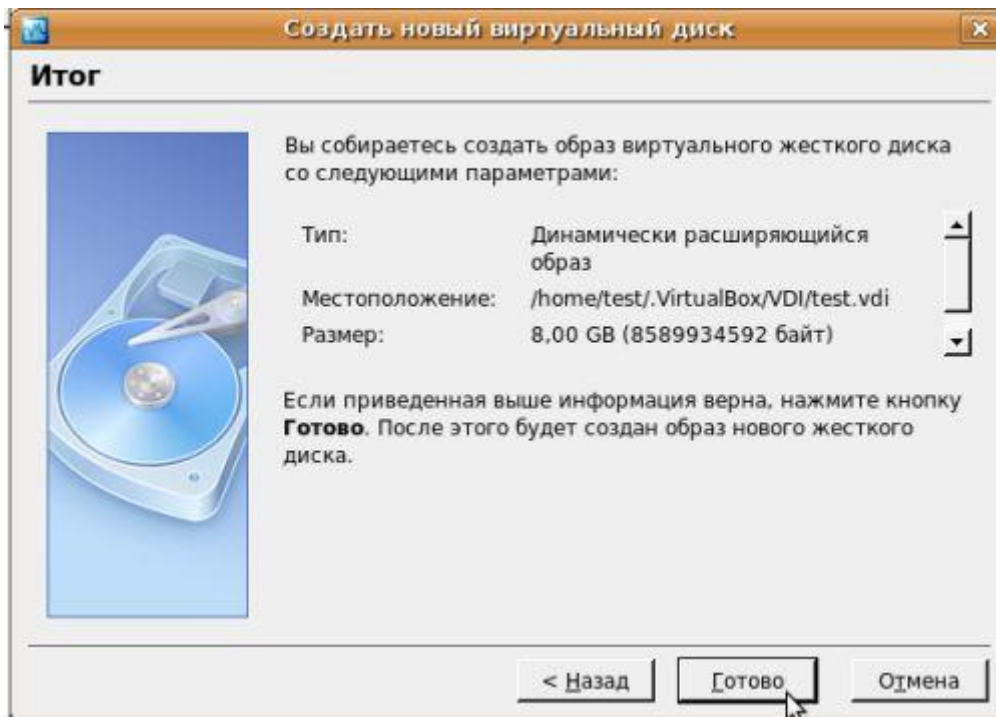 Создать новый виртуальный диск
Итог
Вы собираетесь создать образ виртуального жесткого диска
со следующими параметрами:
Тип: Динамически расширяющийся
образ
Местоположение: /home/test/.VirtualBox/VDI/test.vdi
Размер: 8,00 GB (8589934592 байт)
Если приведенная выше информация верна, нажмите кнопку
Готово. После этого будет создан образ нового жесткого
диска.
< Назад Готово Отмена